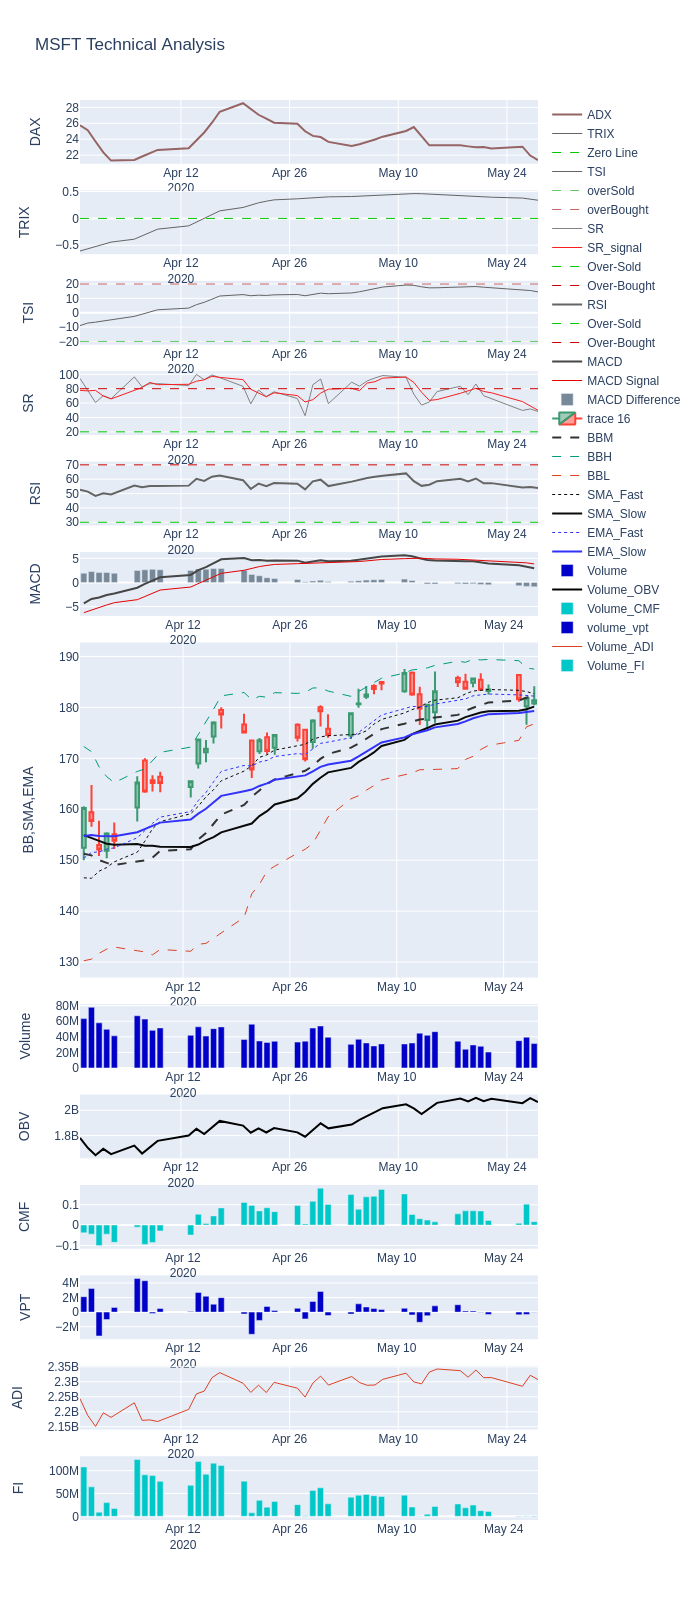 MSFT Technical Analysis
DAX
28
26
24
22
Apr 12
2020
Apr 26
May 10
May 24
TRIX
0.5
0
−0.5
Apr 12
2020
Apr 26
May 10
May 24
TSI
20
10
0
−10
−20
Apr 12
2020
Apr 26
May 10
May 24
SR
100
80
60
40
20
Apr 12
2020
Apr 26
May 10
May 24
RSI
70
60
50
40
30
Apr 12
2020
Apr 26
May 10
May 24
MACD
5
0
−5
Apr 12
2020
Apr 26
May 10
May 24
BB,SMA,EMA
190
180
170
160
150
140
130
Apr 12
2020
Apr 26
May 10
May 24
Volume
80M
60M
40M
20M
0
Apr 12
2020
Apr 26
May 10
May 24
OBV
2B
1.8B
Apr 12
2020
Apr 26
May 10
May 24
CMF
0.1
0
−0.1
Apr 12
2020
Apr 26
May 10
May 24
VPT
4M
2M
0
−2M
Apr 12
2020
Apr 26
May 10
May 24
ADI
2.35B
2.3B
2.25B
2.2B
2.15B
Apr 12
2020
Apr 26
May 10
May 24
FI
100M
50M
0
Apr 12
2020
Apr 26
May 10
May 24
ADX
TRIX
Zero Line
TSI
overSold
overBought
SR
SR_signal
Over-Sold
Over-Bought
RSI
Over-Sold
Over-Bought
MACD
MACD Signal
MACD Difference
trace 16
BBM
BBH
BBL
SMA_Fast
SMA_Slow
EMA_Fast
EMA_Slow
Volume
Volume_OBV
Volume_CMF
volume_vpt
Volume_ADI
Volume_FI